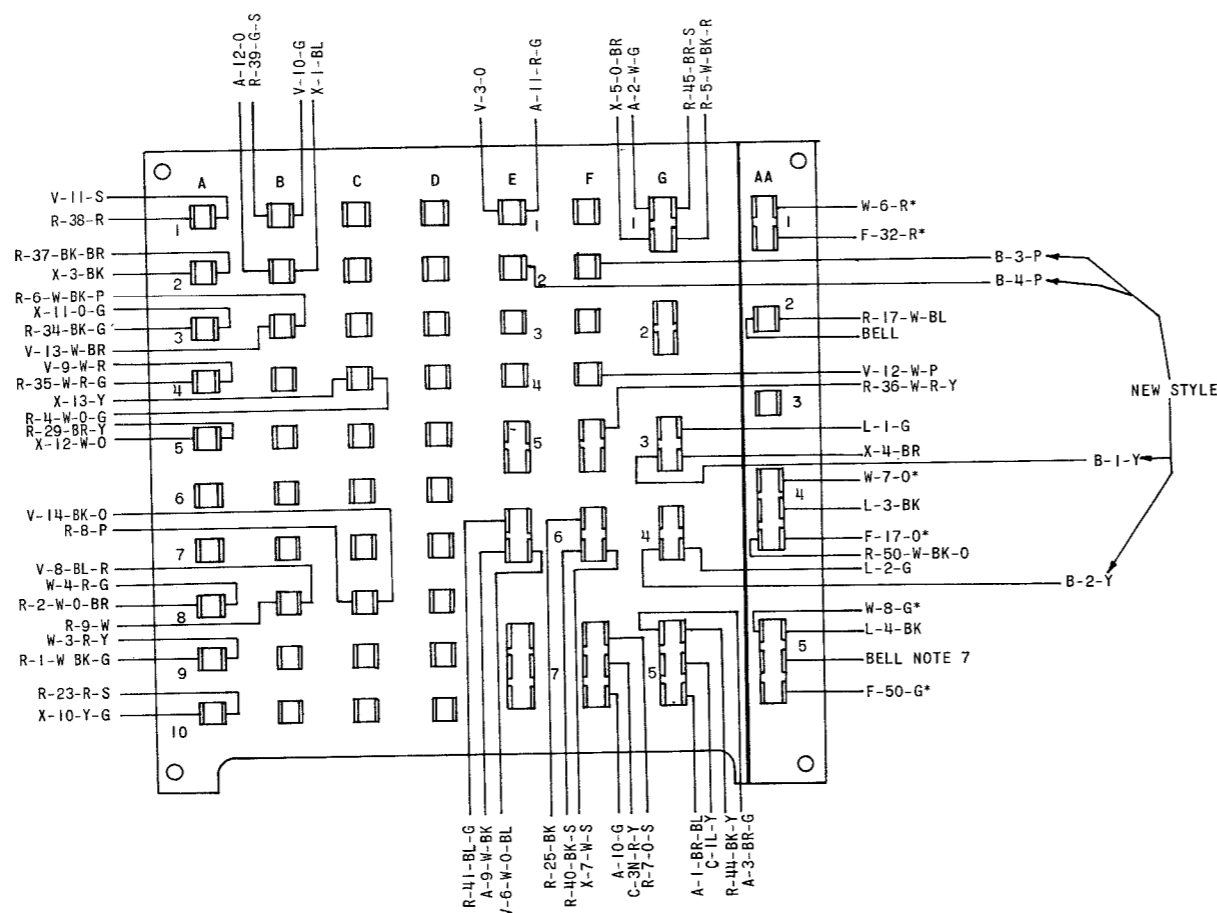 A-12-O
R-39-G-S
V-10-G
X-1-BL
V-3-O
A-11-R-G
X-5-O-BR
A-2-W-G
R-45-BR-S
R-5-W-BK-R
A
B
C
D
E
F
G
AA
V-11-S
R-38-R
R-37-BK-BR
X-3-BK
R-6-W-BK-P
X-11-O-G
R-34-BK-G
V-13-W-BR
V-9-W-R
R-35-W-R-G
X-13-Y
R-4-W-O-G
R-29-BR-Y
X-12-W-O
V-14-BK-O
R-8-P
V-8-BL-R
W-4-R-G
R-2-W-O-BR
R-9-W
W-3-R-Y
R-1-W BK-G
R-23-R-S
X-10-Y-G
1
2
3
4
5
6
7
8
9
10
1
2
3
4
5
6
7
1
2
3
4
5
1
2
3
4
5
W-6-R*
F-32-R*
B-3-P
B-4-P
R-17-W-BL
BELL
V-12-W-P
R-36-W-R-Y
NEW STYLE
L-1-G
X-4-BR
B-1-Y
W-7-O*
L-3-BK
F-17-O*
R-50-W-BK-O
L-2-G
B-2-Y
W-8-G*
L-4-BK
BELL NOTE 7
F-50-G*
R-41-BL-G
A-9-W-BK
V-6-W-O-BL
R-25-BK
R-40-BK-S
X-7-W-S
A-10-G
C-3N-R-Y
R-7-O-S
A-1-BR-BL
C-1L-Y
R-44-BK-Y
A-3-BR-G